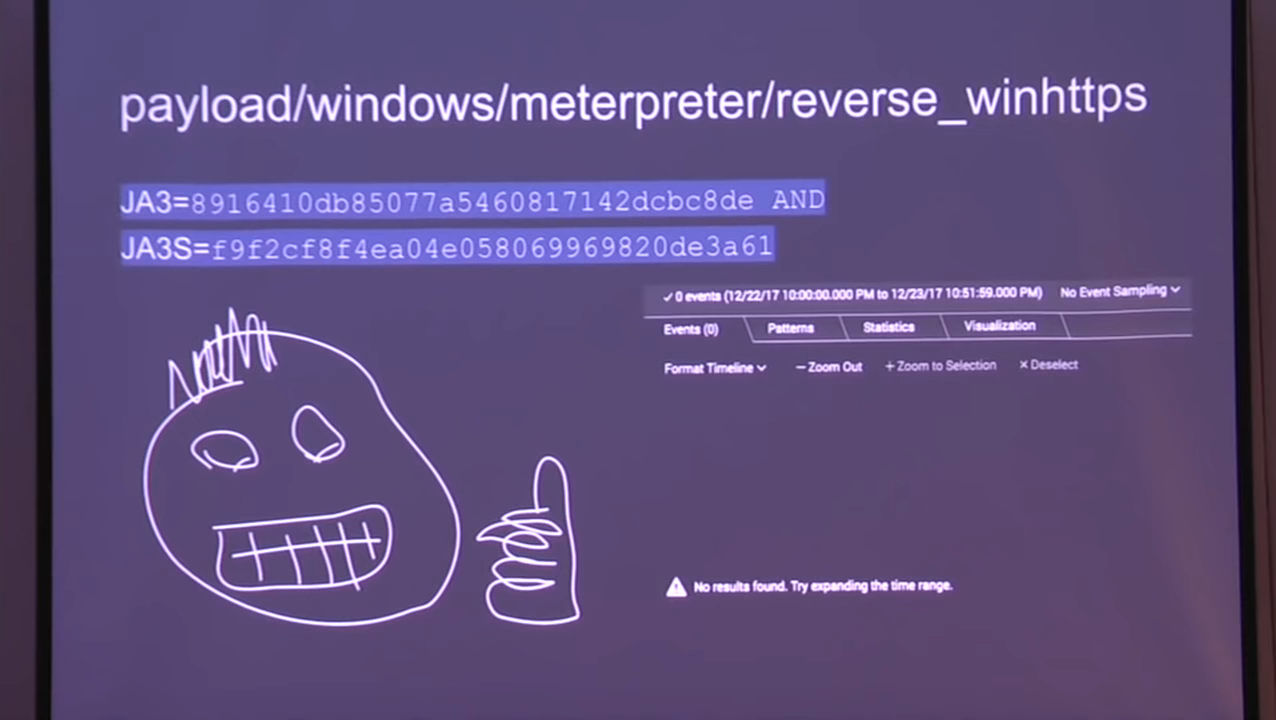 payload/windows/meterpreter/reverse_winhttps
JA3=8916410db85077a5460817142dcbc8de AND
JA3S=f9f2cf8f4ea04e058069969820de3a61
✓ 0 events (12/22/17 10:00:00.000 PM to 12/23/17 10:51:59.000 PM) No Event Sampling
Events (0) Patterns Statistics Visualization
Format Timeline − Zoom Out + Zoom to Selection × Deselect
No results found. Try expanding the time range.